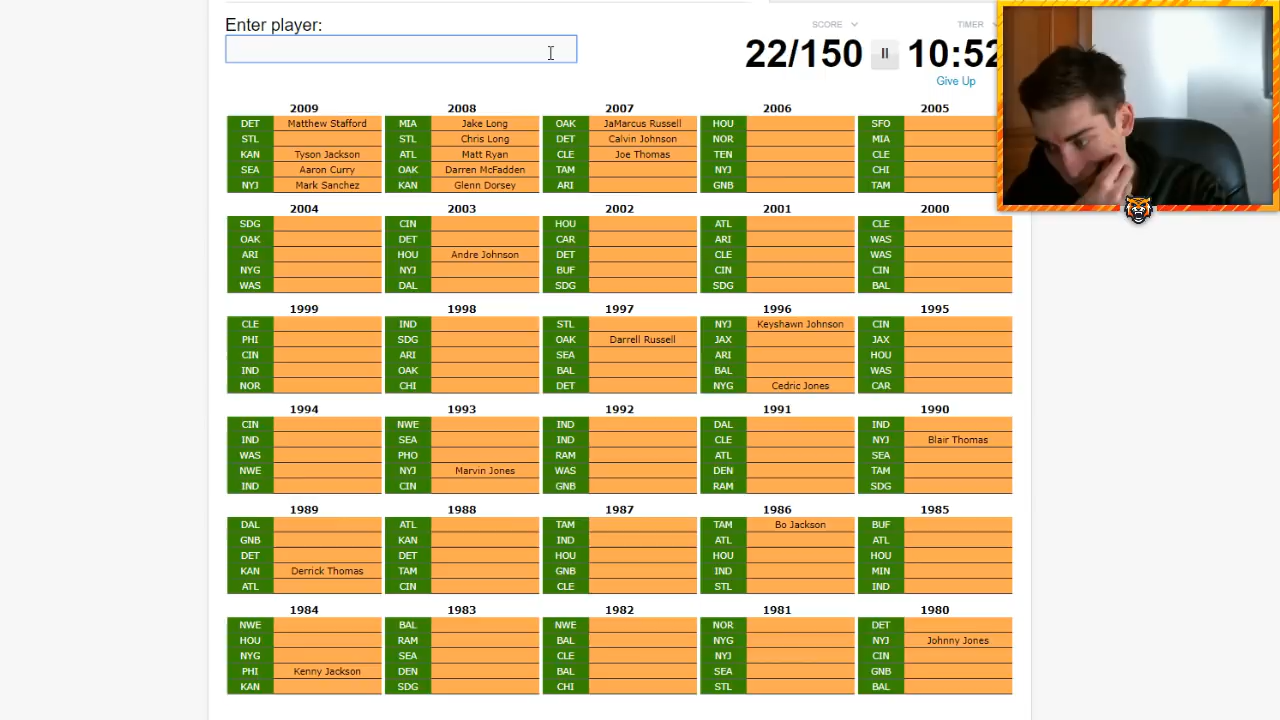 Enter player:
SCORE
TIMER
22/150
10:52
Give Up
2009 2008 2007 2006 2005
DET Matthew Stafford MIA Jake Long OAK JaMarcus Russell HOU SFO
STL STL Chris Long DET Calvin Johnson NOR MIA
KAN Tyson Jackson ATL Matt Ryan CLE Joe Thomas TEN CLE
SEA Aaron Curry OAK Darren McFadden TAM NYJ CHI
NYJ Mark Sanchez KAN Glenn Dorsey ARI GNB TAM
2004 2003 2002 2001 2000
SDG CIN HOU ATL CLE
OAK DET CAR ARI WAS
ARI HOU Andre Johnson DET CLE WAS
NYG NYJ BUF CIN CIN
WAS DAL SDG SDG BAL
1999 1998 1997 1996 1995
CLE IND STL NYJ Keyshawn Johnson CIN
PHI SDG OAK Darrell Russell JAX JAX
CIN ARI SEA ARI HOU
IND OAK BAL BAL WAS
NOR CHI DET NYG Cedric Jones CAR
1994 1993 1992 1991 1990
CIN NWE IND DAL IND
IND SEA IND CLE NYJ Blair Thomas
WAS PHO RAM ATL SEA
NWE NYJ Marvin Jones WAS DEN TAM
IND CIN GNB RAM SDG
1989 1988 1987 1986 1985
DAL ATL TAM TAM Bo Jackson BUF
GNB KAN IND ATL ATL
DET DET HOU HOU HOU
KAN Derrick Thomas TAM GNB IND MIN
ATL CIN CLE STL IND
1984 1983 1982 1981 1980
NWE BAL NWE NOR DET
HOU RAM BAL NYG NYJ Johnny Jones
NYG SEA CLE NYJ CIN
PHI Kenny Jackson DEN BAL SEA GNB
KAN SDG CHI STL BAL